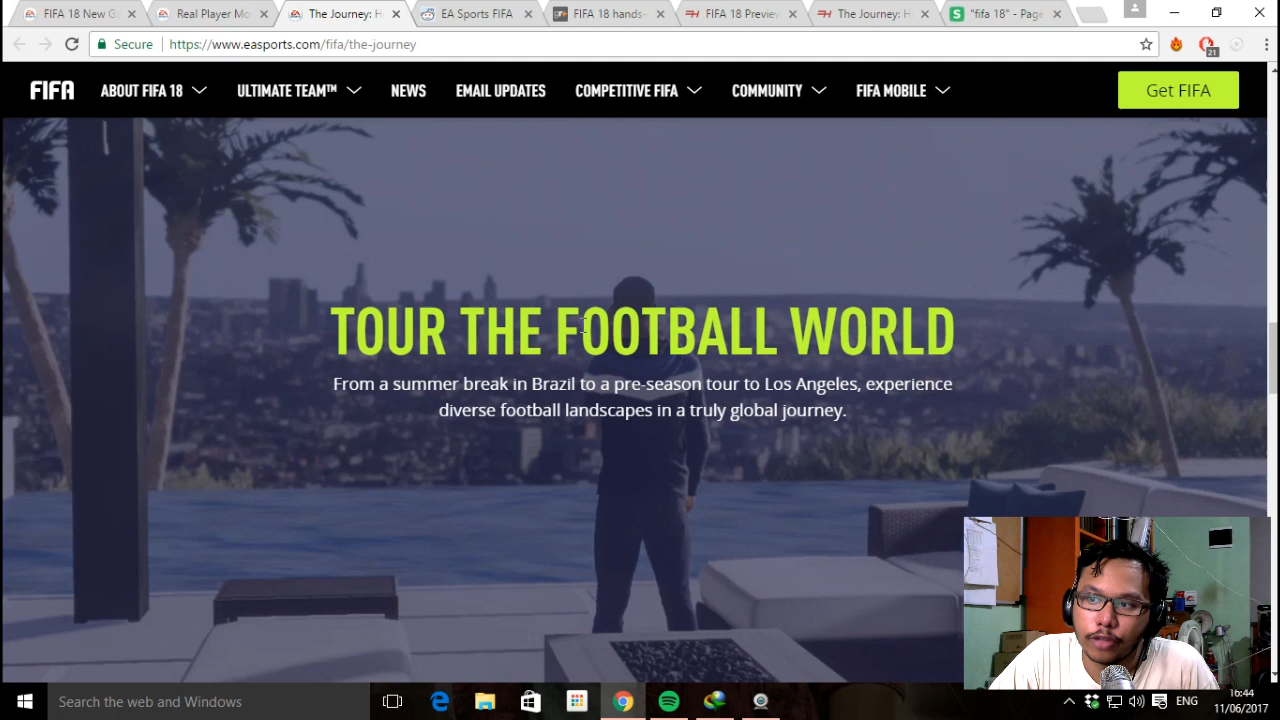 FIFA 18 New Ga
Real Player Mo
The Journey: H
EA Sports FIFA
FIFA 18 hands-
FIFA 18 Preview
The Journey: H
"fifa 18" - Page
Secure
https://www.easports.com/fifa/the-journey
21
FIFA
ABOUT FIFA 18
ULTIMATE TEAM™
NEWS
EMAIL UPDATES
COMPETITIVE FIFA
COMMUNITY
FIFA MOBILE
Get FIFA
TOUR THE FOOTBALL WORLD
From a summer break in Brazil to a pre-season tour to Los Angeles, experience
diverse football landscapes in a truly global journey.
Search the web and Windows
ENG
16:44
11/06/2017